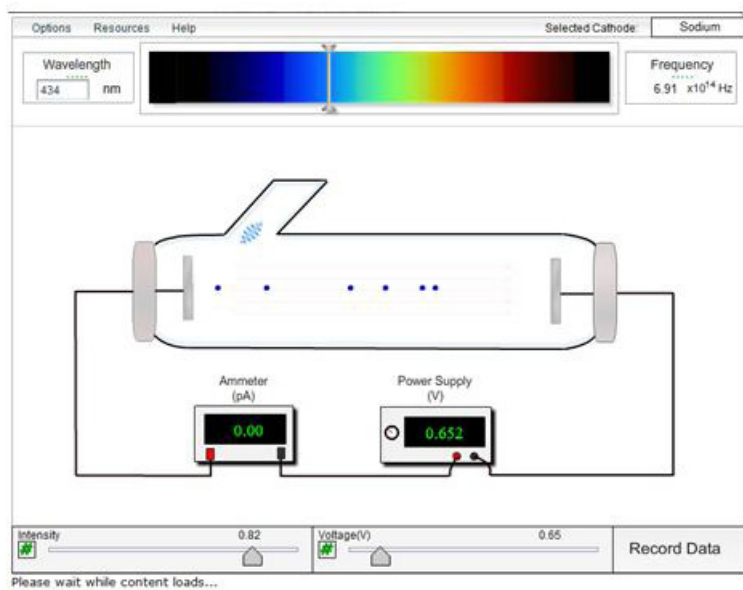 Options Resources Help Selected Cathode: Sodium
Wavelength
434 nm
Frequency
6.91 x10¹⁴ Hz
Ammeter
(pA)
Power Supply
(V)
0.00
0.652
Intensity 0.82 Voltage(V) 0.65
# #
Record Data
Please wait while content loads...